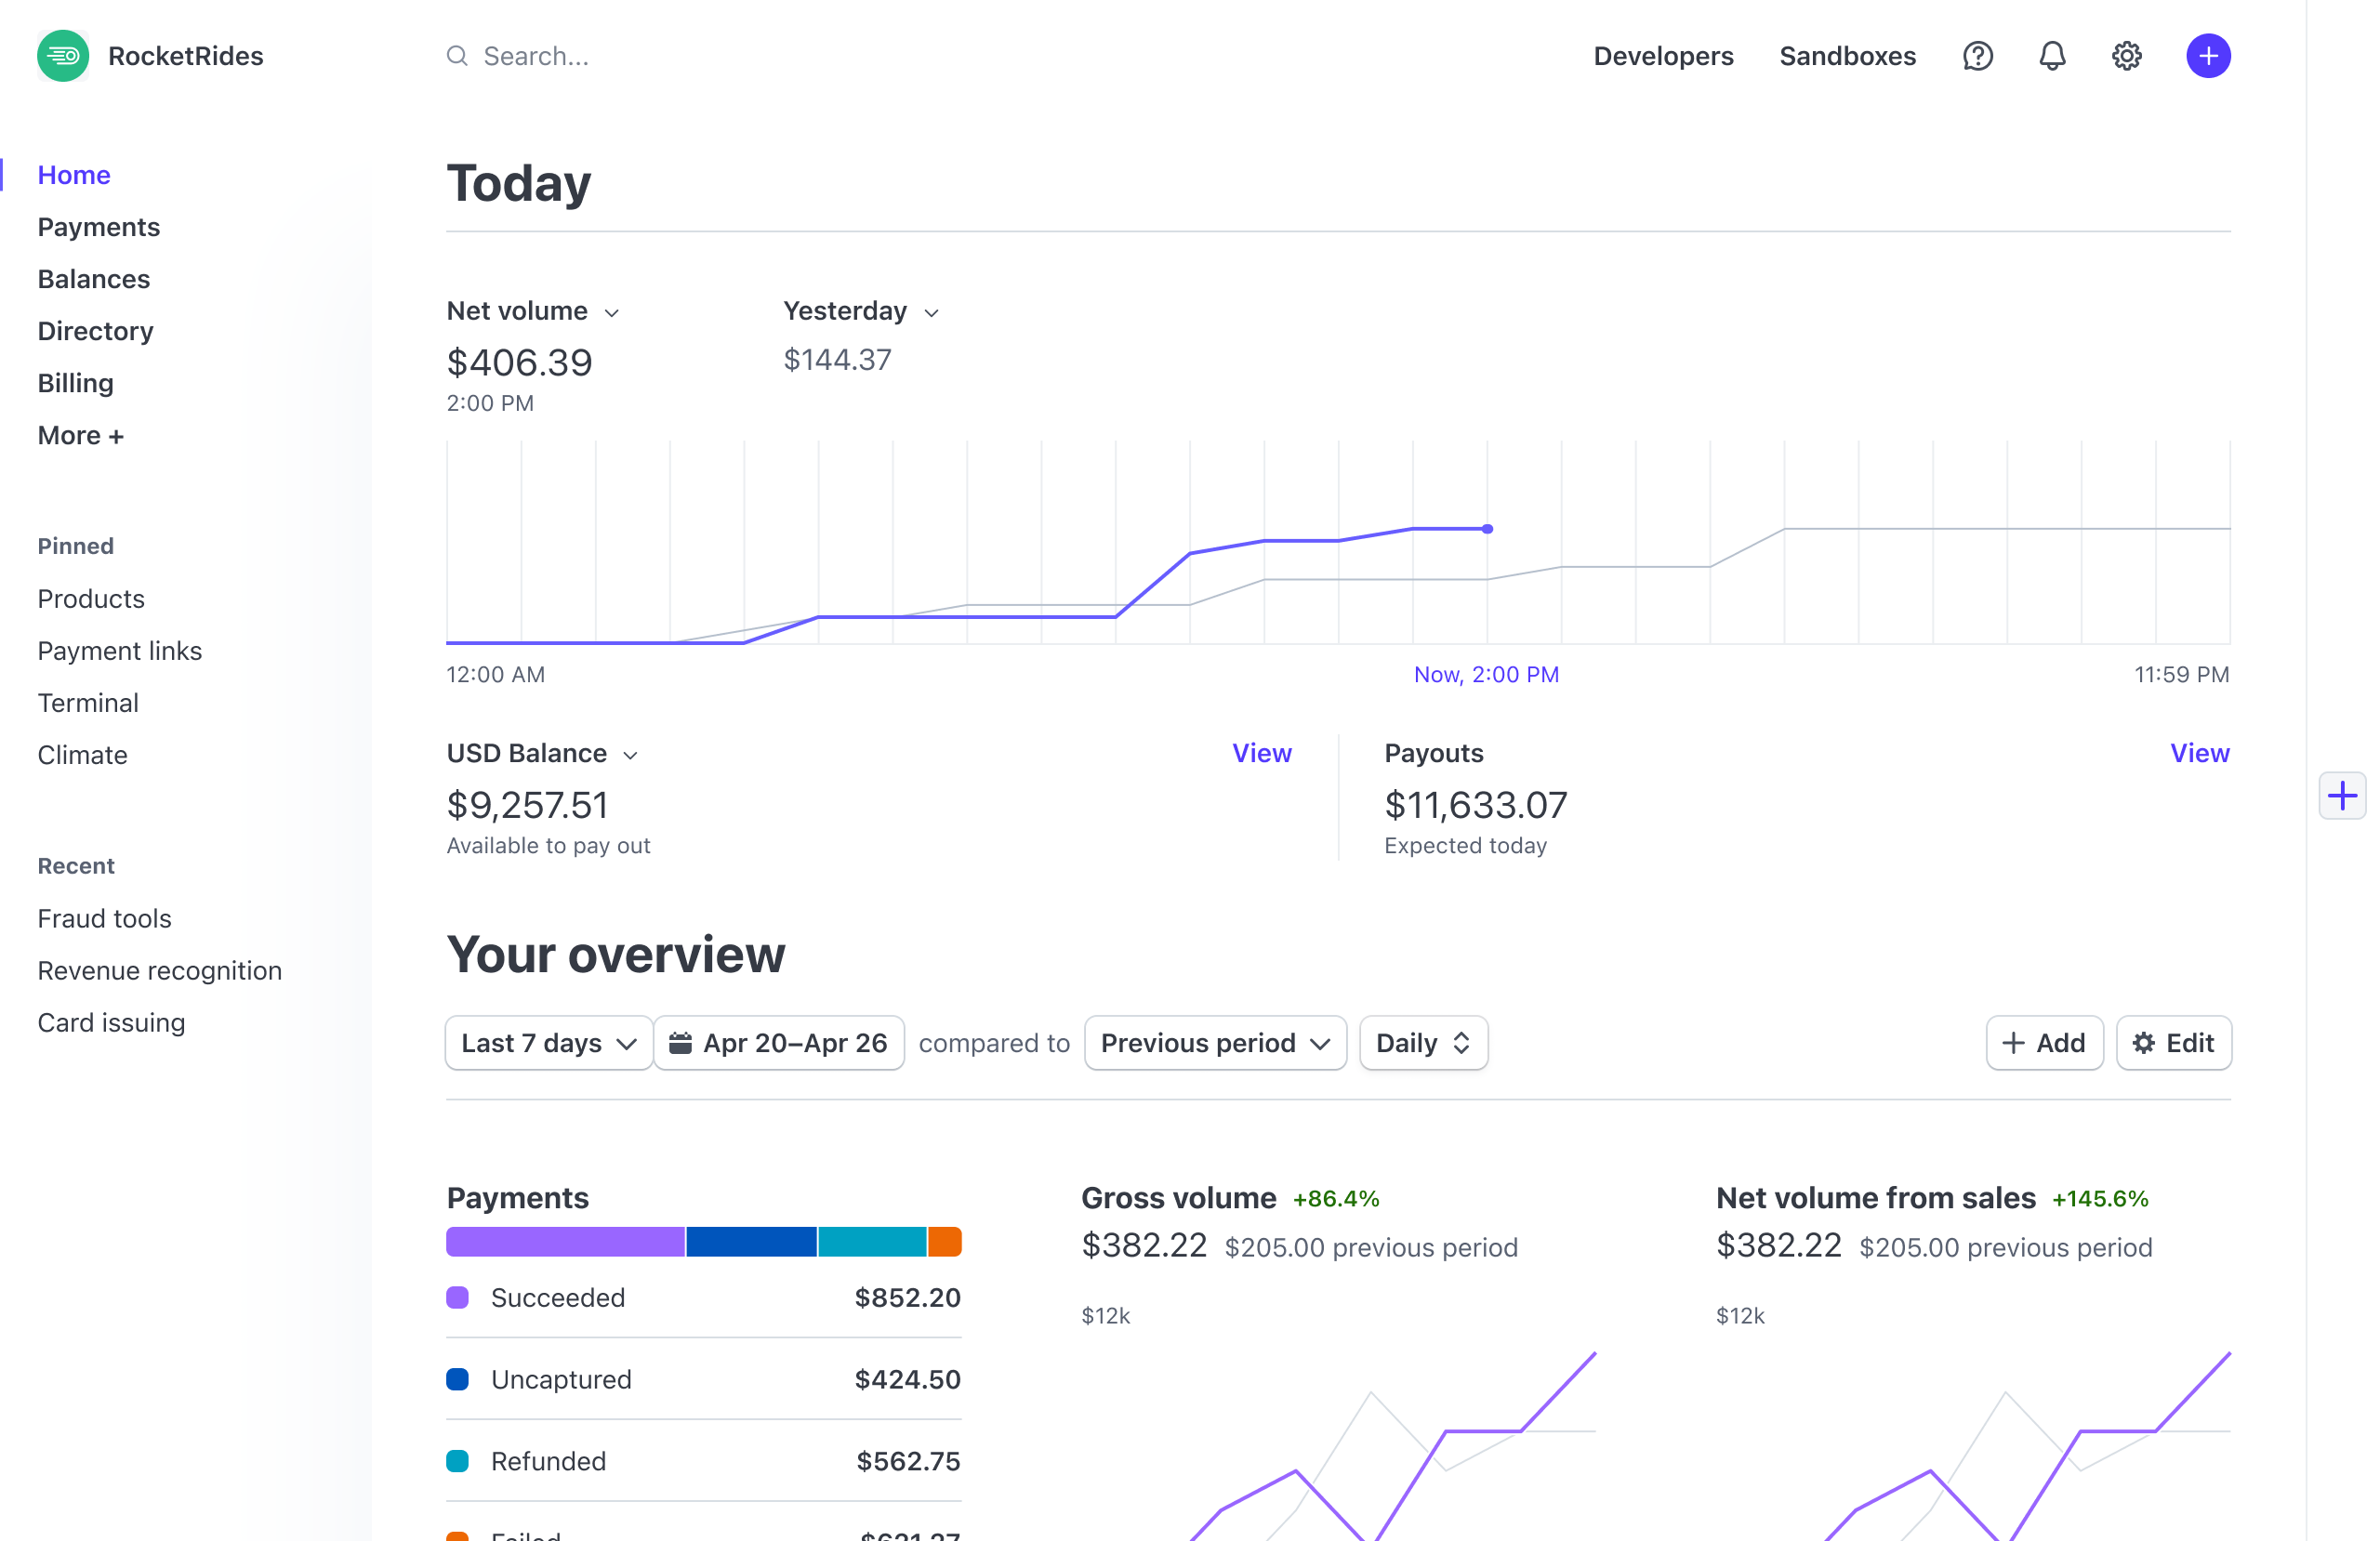 RocketRides
Search...
Developers
Sandboxes
Home
Payments
Balances
Directory
Billing
More +
Pinned
Products
Payment links
Terminal
Climate
Recent
Fraud tools
Revenue recognition
Card issuing
Today
Net volume
$406.39
2:00 PM
Yesterday
$144.37
12:00 AM
Now, 2:00 PM
11:59 PM
USD Balance
View
$9,257.51
Available to pay out
Payouts
View
$11,633.07
Expected today
Your overview
Last 7 days
Apr 20–Apr 26
compared to
Previous period
Daily
Add
Edit
Payments
Succeeded $852.20
Uncaptured $424.50
Refunded $562.75
Failed $621.27
Gross volume +86.4%
$382.22 $205.00 previous period
$12k
Net volume from sales +145.6%
$382.22 $205.00 previous period
$12k